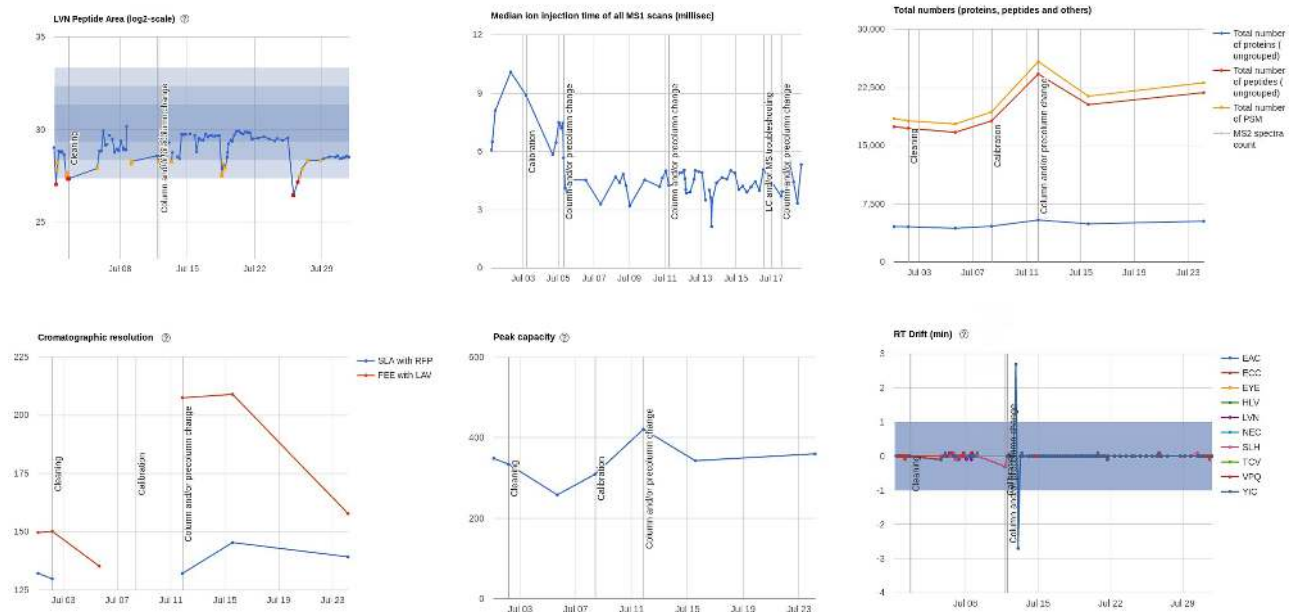 LVN Peptide Area (log2-scale)
35
30
25
Cleaning
Column and/or precolumn change
Jul 08
Jul 15
Jul 22
Jul 29
Median ion injection time of all MS1 scans (millisec)
12
9
6
3
0
Calibration
Column and/or precolumn change
Column and/or precolumn change
LC and/or MS troubleshooting
Column and/or precolumn change
Jul 03
Jul 05
Jul 07
Jul 09
Jul 11
Jul 13
Jul 15
Jul 17
Total numbers (proteins, peptides and others)
30,000
22,500
15,000
7,500
0
Cleaning
Calibration
Column and/or precolumn change
Jul 03
Jul 07
Jul 11
Jul 15
Jul 19
Jul 23
Total number
of proteins (
ungrouped)
Total number
of peptides (
ungrouped)
Total number
of PSM
MS2 spectra
count
Cromatographic resolution
225
200
175
150
125
Cleaning
Calibration
Column and/or precolumn change
Jul 03
Jul 07
Jul 11
Jul 15
Jul 19
Jul 23
SLA with RFP
FEE with LAV
Peak capacity
600
400
200
0
Cleaning
Calibration
Column and/or precolumn change
Jul 03
Jul 07
Jul 11
Jul 15
Jul 19
Jul 23
RT Drift (min)
3
2
1
0
-1
-2
-3
-4
Cleaning
Column and/or precolumn change
Jul 08
Jul 15
Jul 22
Jul 29
EAC
ECC
EYE
HLV
LVN
NEC
SLH
TCV
VPQ
YIC